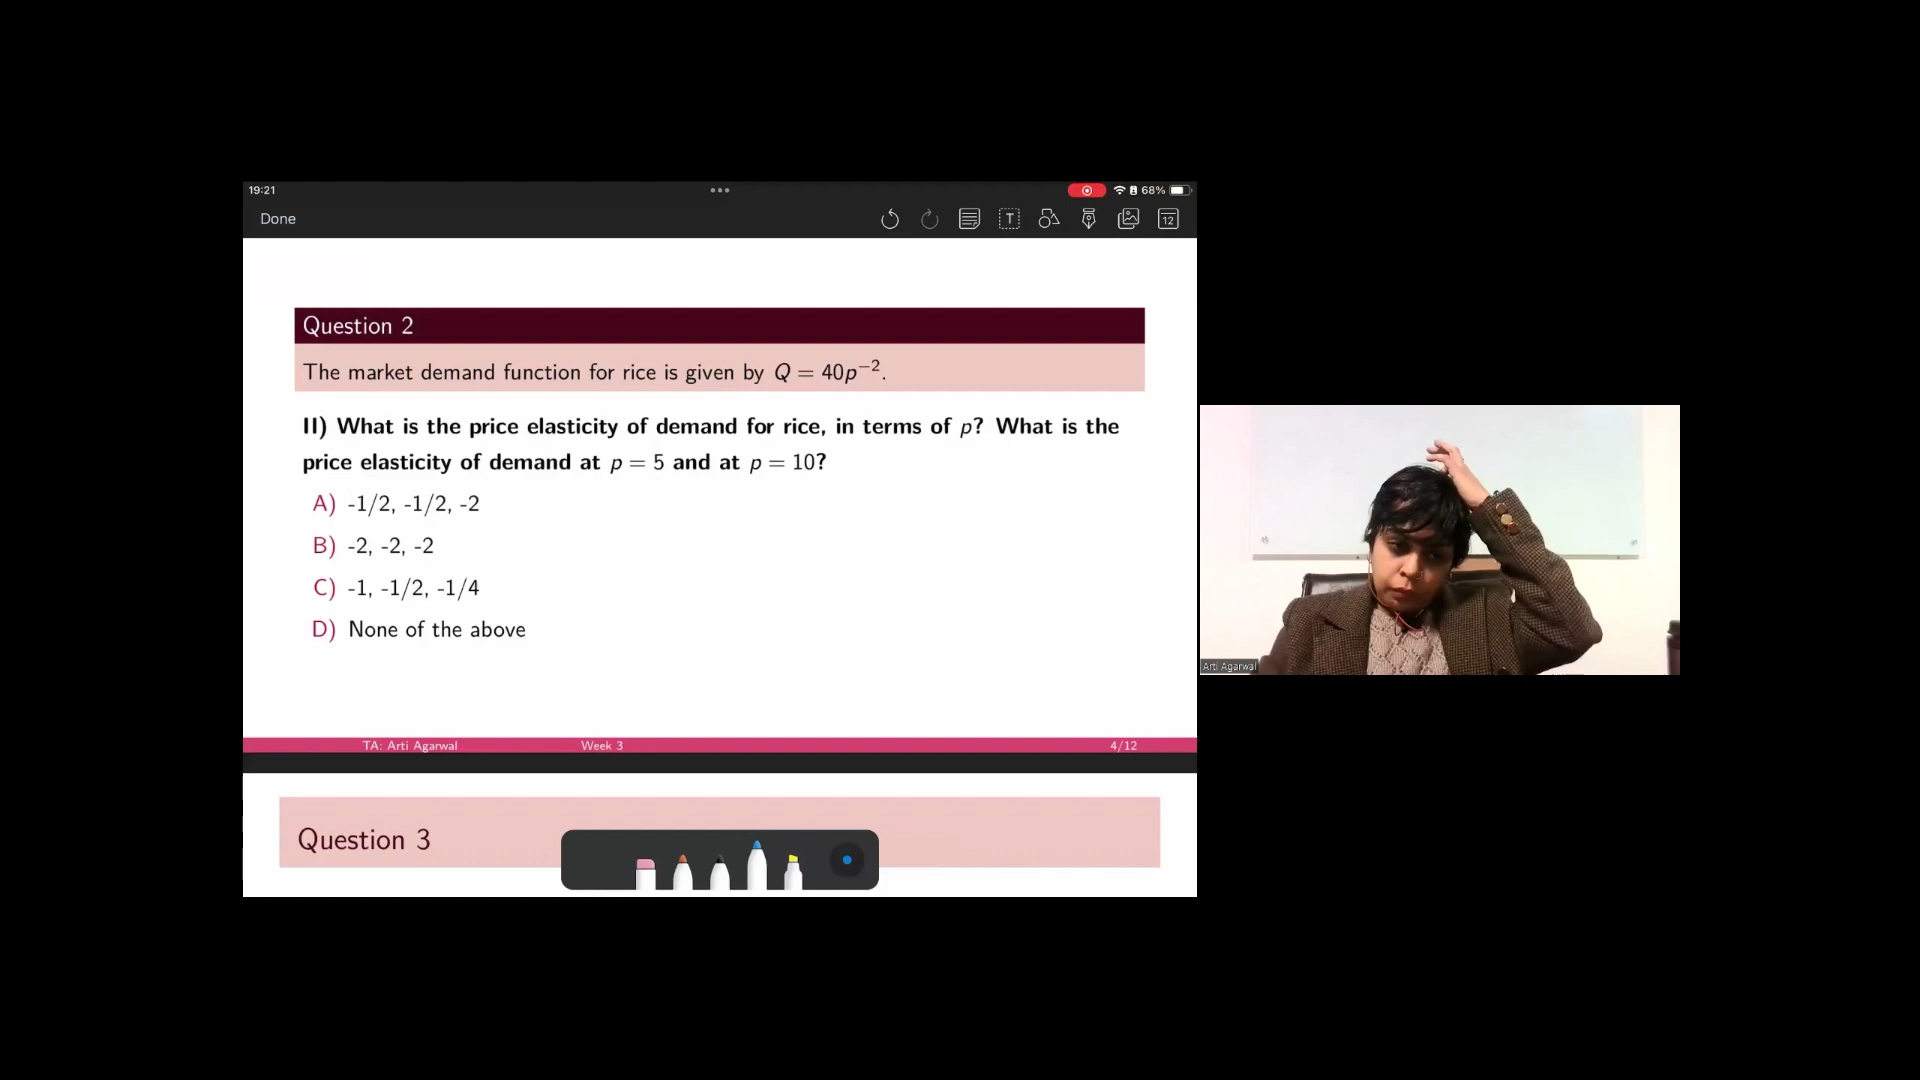 19:21
68%
Done
T
12
Question 2
The market demand function for rice is given by Q = 40p⁻².
II) What is the price elasticity of demand for rice, in terms of p? What is the
price elasticity of demand at p = 5 and at p = 10?
A) -1/2, -1/2, -2
B) -2, -2, -2
C) -1, -1/2, -1/4
D) None of the above
Arti Agarwal
TA: Arti Agarwal Week 3 4/12
Question 3